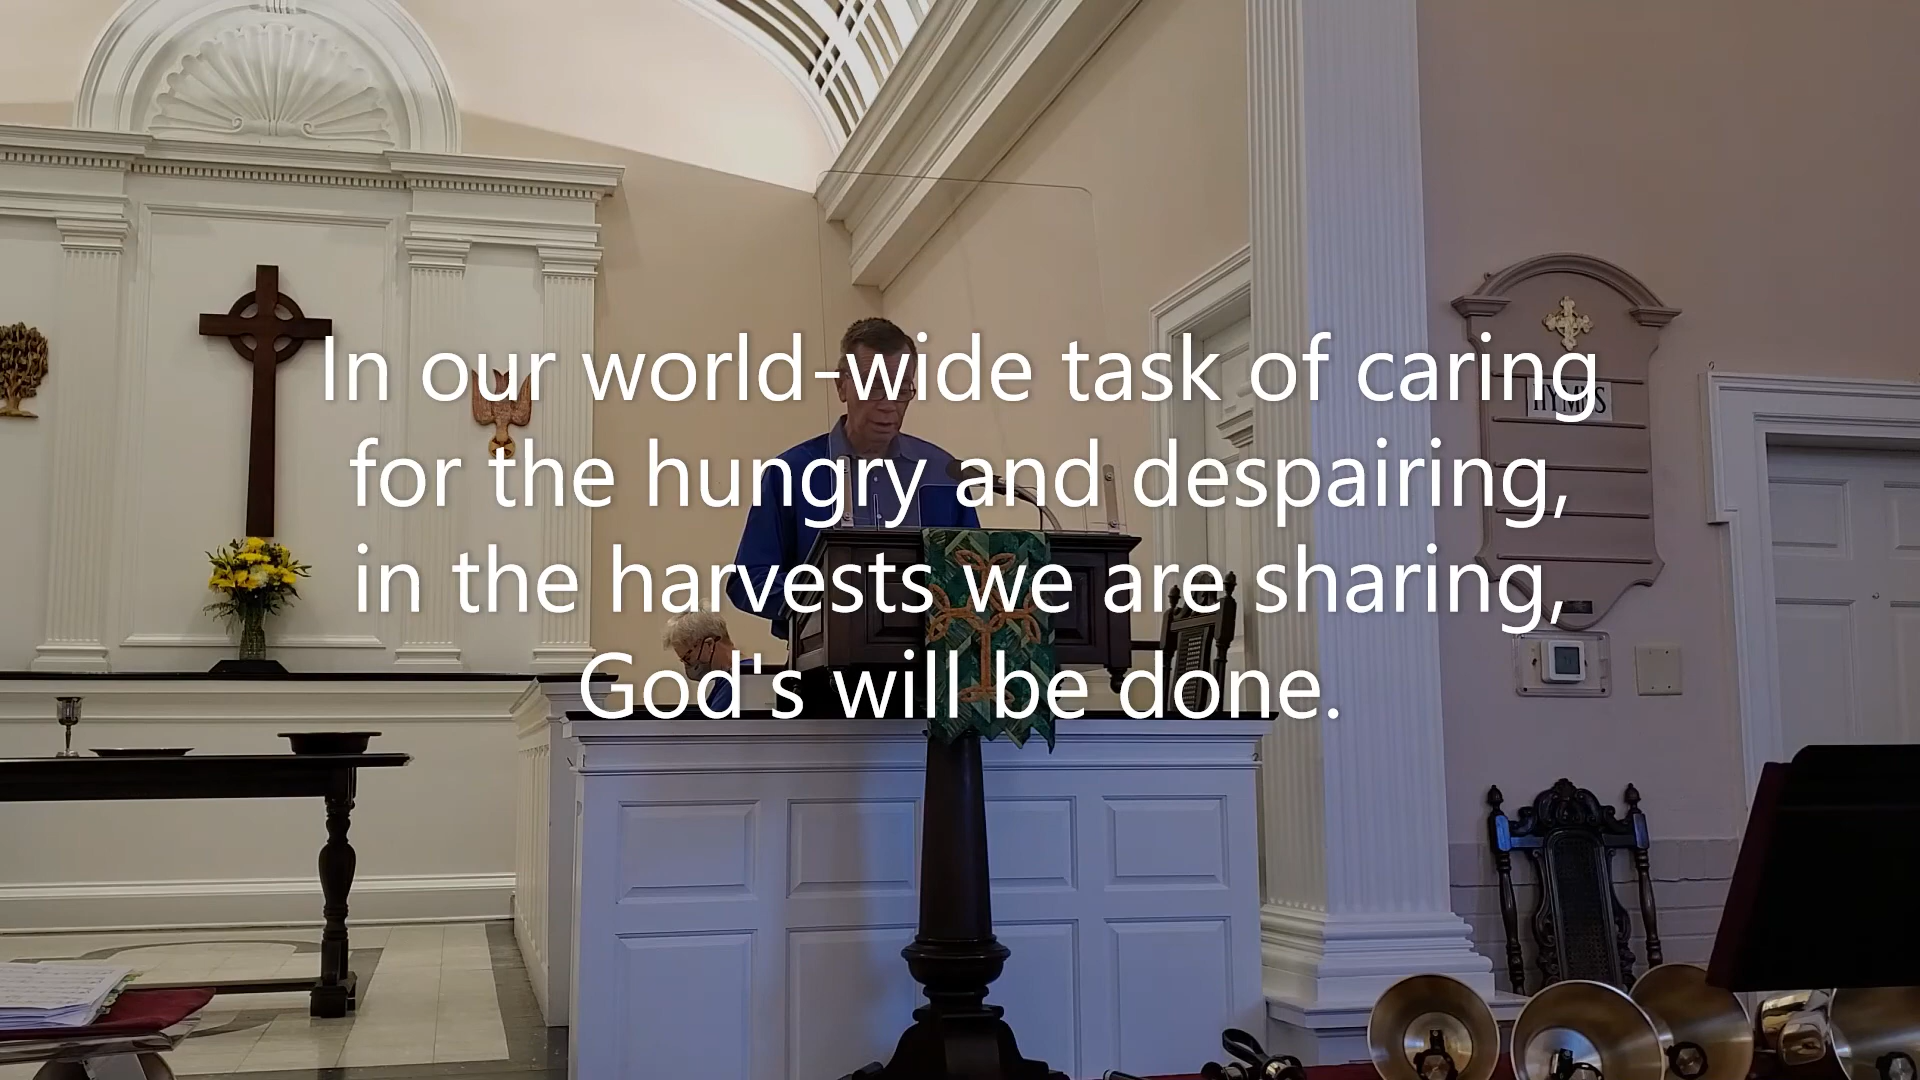 In our world-wide task of caring
for the hungry and despairing,
in the harvests we are sharing,
God's will be done.
HYMNS